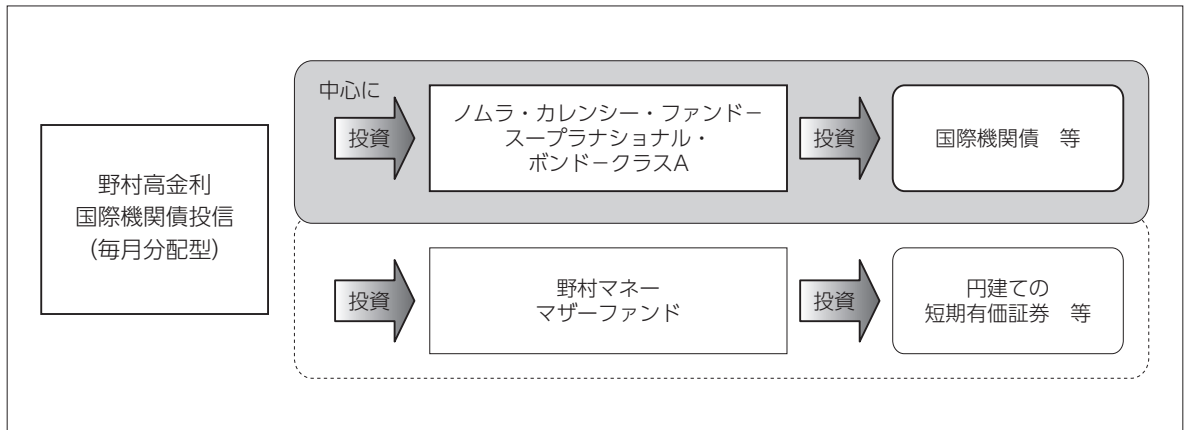 野村高金利
国際機関債投信
(毎月分配型)
中心に
投資
ノムラ・カレンシー・ファンド−
スープラナショナル・
ボンド−クラスA
投資
国際機関債　等
投資
野村マネー
マザーファンド
投資
円建ての
短期有価証券　等